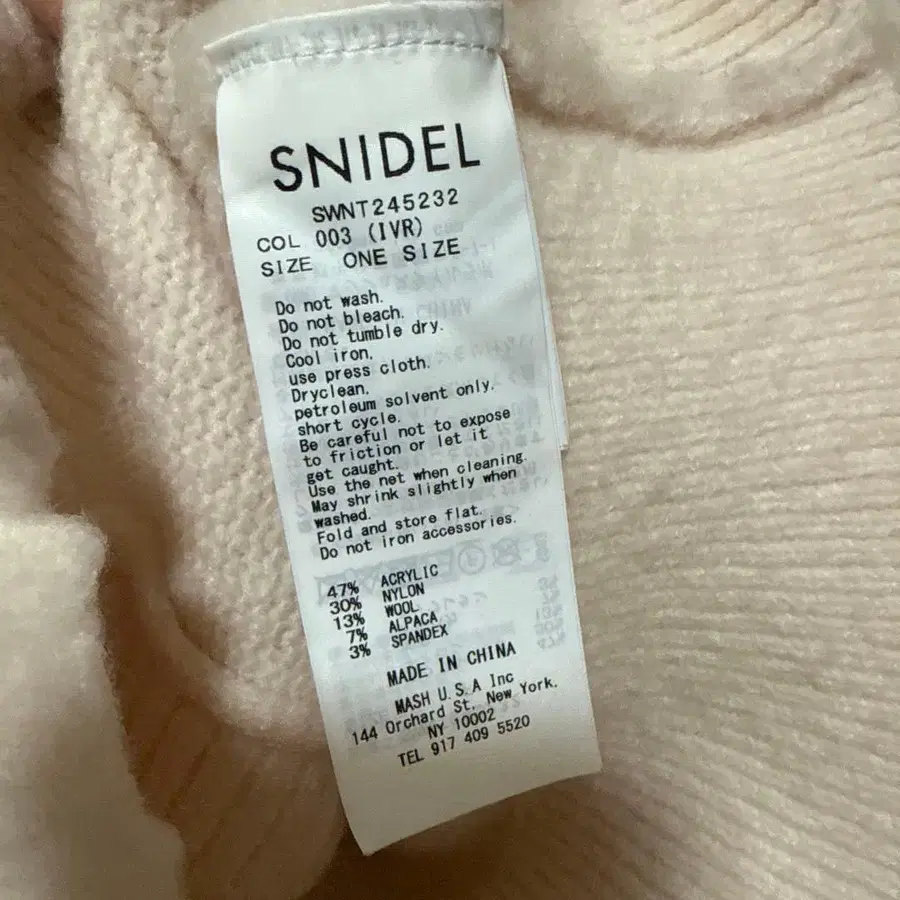 SNIDEL
SWNT245232
COL 003 (IVR)
SIZE ONE SIZE
Do not wash.
Do not bleach.
Do not tumble dry.
Cool iron.
use press cloth.
Dryclean.
petroleum solvent only.
short cycle.
Be careful not to expose
to friction or let it
get caught.
Use the net when cleaning.
May shrink slightly when
washed.
Fold and store flat.
Do not iron accessories.
47% ACRYLIC
30% NYLON
13% WOOL
7% ALPACA
3% SPANDEX
MADE IN CHINA
MASH U.S.A Inc
144 Orchard St. New York.
NY 10002
TEL 917 409 5520